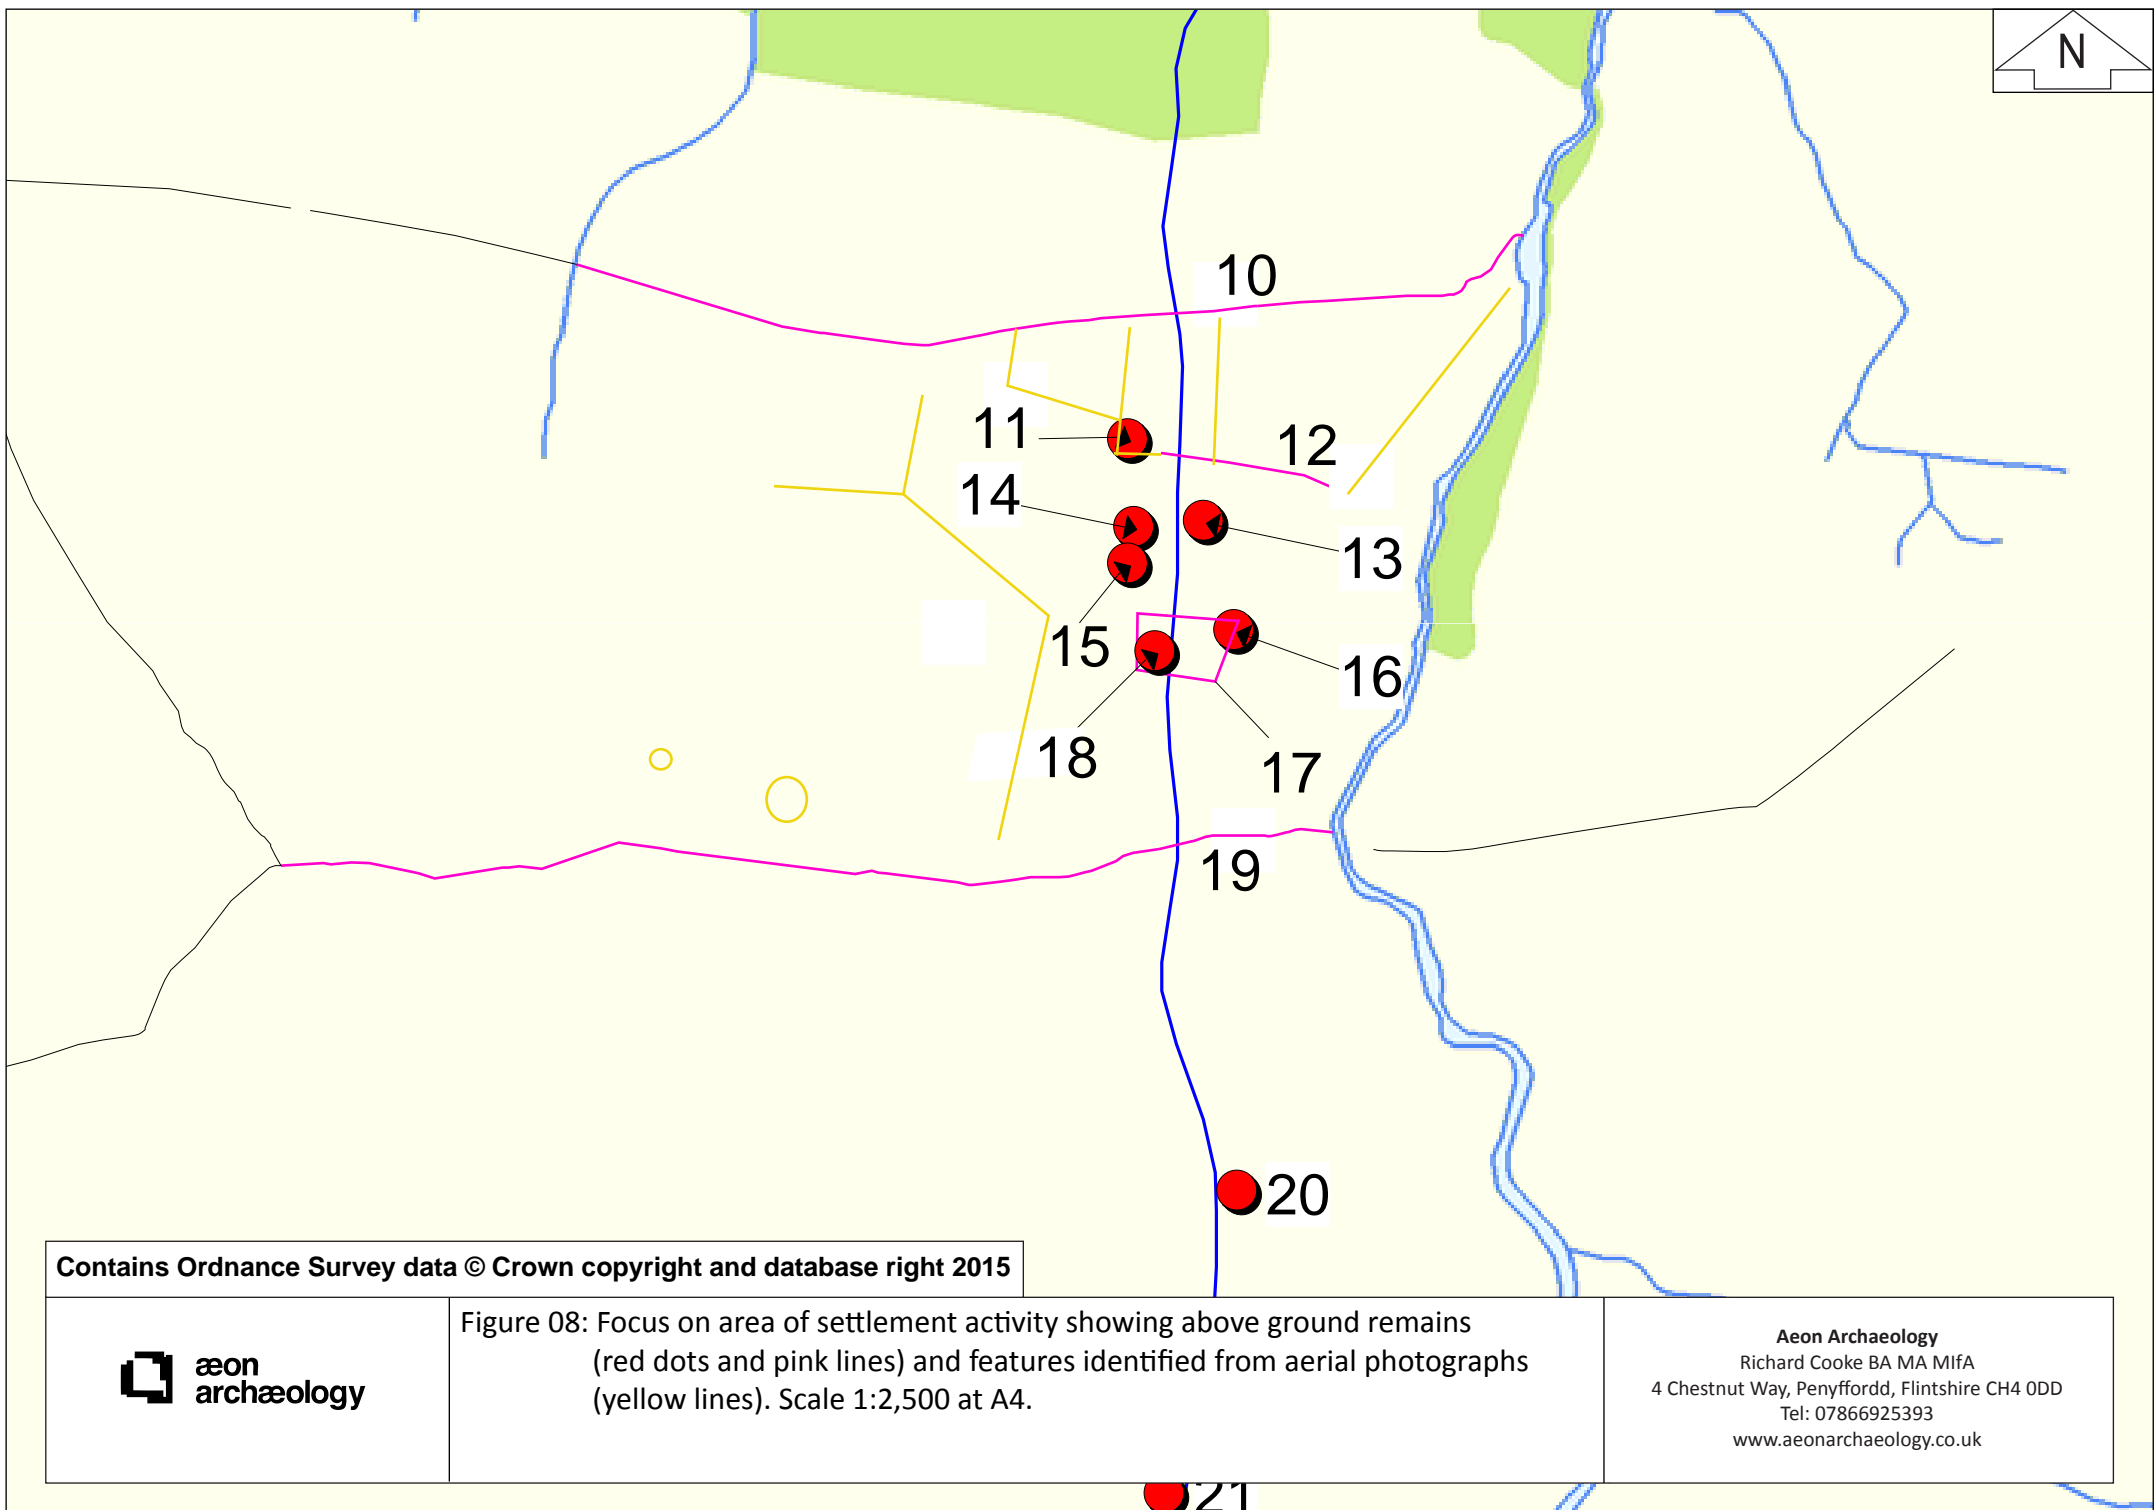 N
10
11
12
14
13
15
16
18
17
19
20
Contains Ordnance Survey data © Crown copyright and database right 2015
æon
archæology
Figure 08: Focus on area of settlement activity showing above ground remains
(red dots and pink lines) and features identified from aerial photographs
(yellow lines). Scale 1:2,500 at A4.
Aeon Archaeology
Richard Cooke BA MA MIfA
4 Chestnut Way, Penyffordd, Flintshire CH4 0DD
Tel: 07866925393
www.aeonarchaeology.co.uk
21